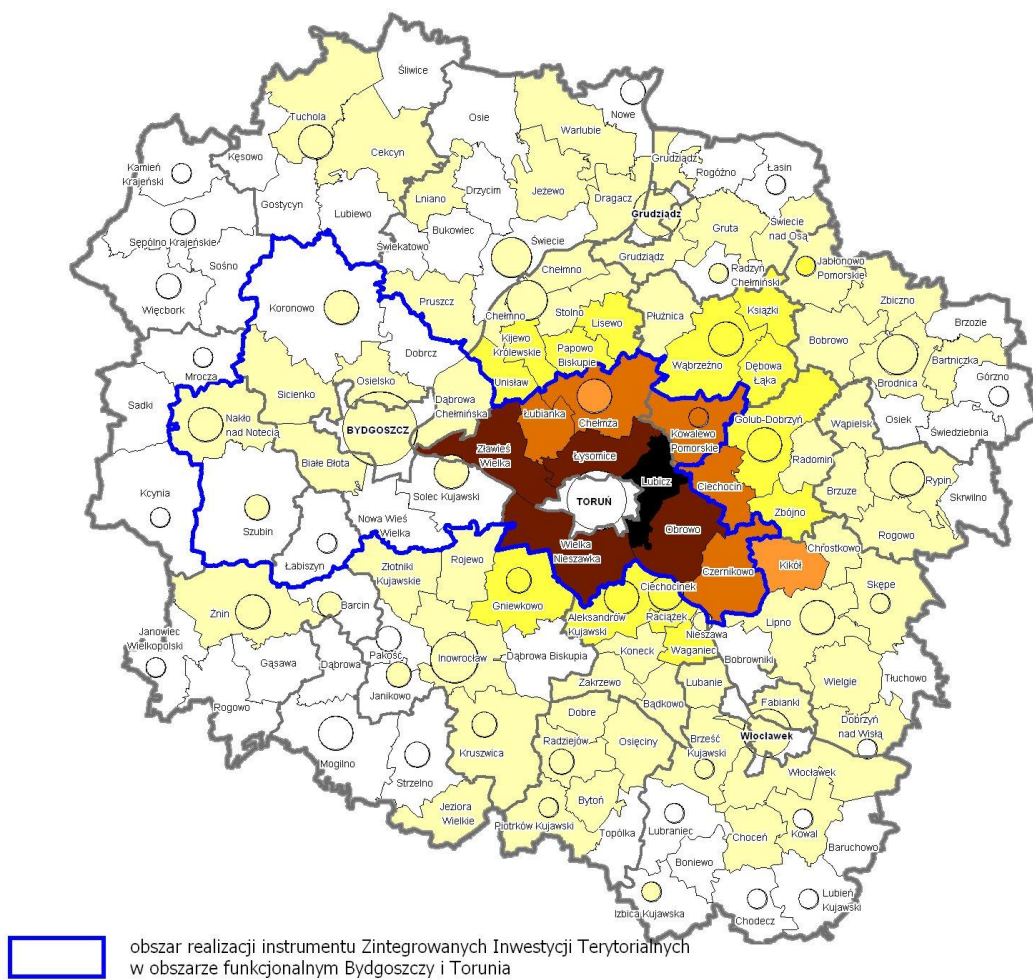 Śliwice
Nowe
Tuchola
Osie
Warlubie
Cekcyn
Kęsowo
Kamień
Krajeński
Grudziądz
Rogóźno
Łasin
Lniano
Drzycim
Jeżewo
Dragacz
Gostycyn
Lubiewo
Grudziądz
Sępólno Krajeńskie
Bukowiec
Świekatowo
Świecie
Gruta
Świecie
nad Osą
Sośno
Grudziądz
Radzyń
Chełmiński
Jabłonowo
Pomorskie
Więcbork
Chełmno
Koronowo
Pruszcz
Chełmno
Stolno
Lisewo
Płużnica
Książki
Zbiczno
Brzozie
Bobrowo
Bartniczka
Mrocza
Dobrcz
Kijewo
Królewskie
Papowo
Biskupie
Wąbrzeźno
Dębowa
Łąka
Brodnica
Górzno
Sadki
Sicienko
Osielsko
Unisław
Dąbrowa
Chełmińska
Nakło
nad Notecią
BYDGOSZCZ
Łubianka
Chełmża
Kowalewo
Pomorskie
Golub-Dobrzyń
Wąpielsk
Osiek
Świedziebnia
Zławieś
Wielka
Łysomice
Białe Błota
Solec Kujawski
Lubicz
Ciechocin
Radomin
Rypin
Skrwilno
Kcynia
TORUŃ
Zbójno
Brzuze
Szubin
Nowa Wieś
Wielka
Wielka
Nieszawka
Obrowo
Rogowo
Łabiszyn
Czernikowo
Kikół
Chrostkowo
Złotniki
Kujawskie
Rojewo
Gniewkowo
Ciechocinek
Skępe
Żnin
Barcin
Aleksandrów
Kujawski
Raciążek
Lipno
Janowiec
Wielkopolski
Nieszawa
Waganiec
Bobrowniki
Gąsawa
Dąbrowa
Pakość
Inowrocław
Dąbrowa Biskupia
Koneck
Tłuchowo
Janikowo
Zakrzewo
Lubanie
Wielgie
Rogowo
Bądkowo
Fabianki
Dobre
Dobrzyń
nad Wisłą
Mogilno
Kruszwica
Radziejów
Osięciny
Brześć
Kujawski
Włocławek
Strzelno
Włocławek
Jeziora
Wielkie
Bytoń
Piotrków Kujawski
Topólka
Lubraniec
Choceń
Kowal
Baruchowo
Boniewo
Izbica Kujawska
Chodecz
Lubień
Kujawski
obszar realizacji instrumentu Zintegrowanych Inwestycji Terytorialnych
w obszarze funkcjonalnym Bydgoszczy i Torunia